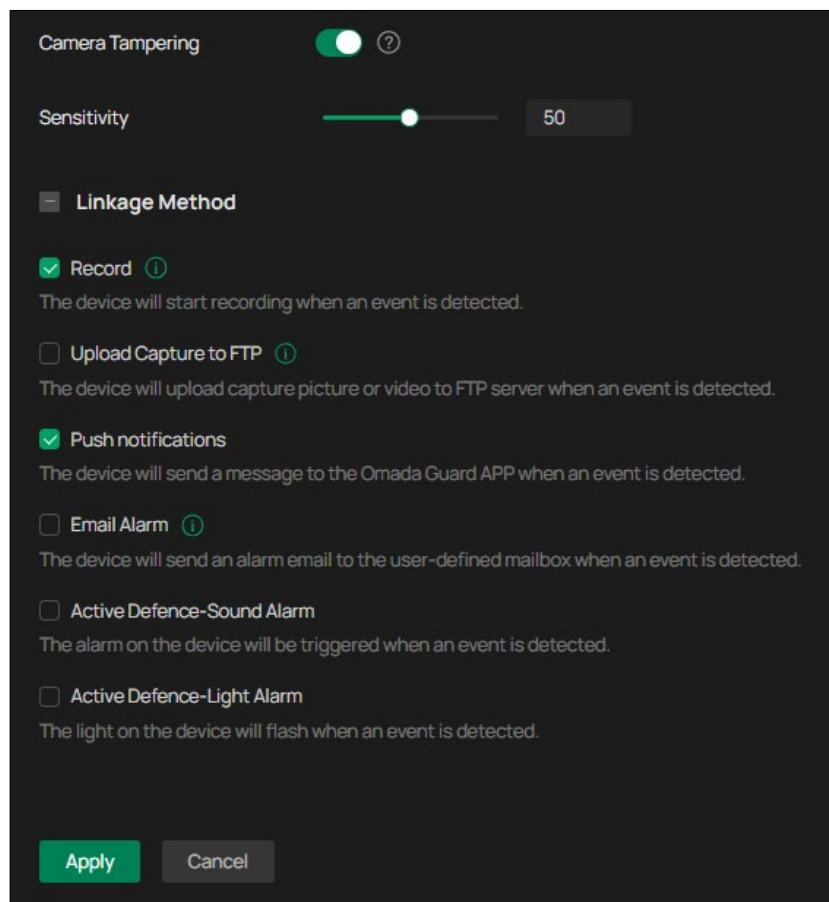 Camera Tampering
Sensitivity 50
Linkage Method
Record
The device will start recording when an event is detected.
Upload Capture to FTP
The device will upload capture picture or video to FTP server when an event is detected.
Push notifications
The device will send a message to the Omada Guard APP when an event is detected.
Email Alarm
The device will send an alarm email to the user-defined mailbox when an event is detected.
Active Defence-Sound Alarm
The alarm on the device will be triggered when an event is detected.
Active Defence-Light Alarm
The light on the device will flash when an event is detected.
Apply Cancel